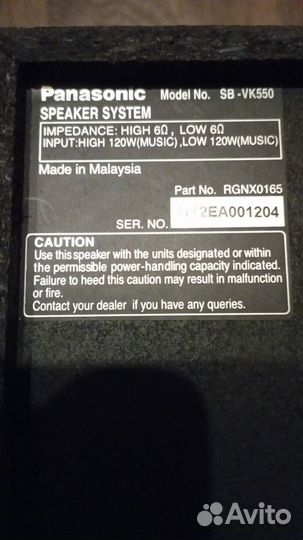 Panasonic Model No. SB-VK550
SPEAKER SYSTEM
IMPEDANCE: HIGH 6Ω, LOW 6Ω
INPUT:HIGH 120W(MUSIC),LOW 120W(MUSIC)
Made in Malaysia
Part No. RGNX0165
SER. NO.
CAUTION
Use this speaker with the units designated or within
the permissible power-handling capacity indicated.
Failure to heed this caution may result in malfunction
or fire.
Contact your dealer if you have any queries.
Avito